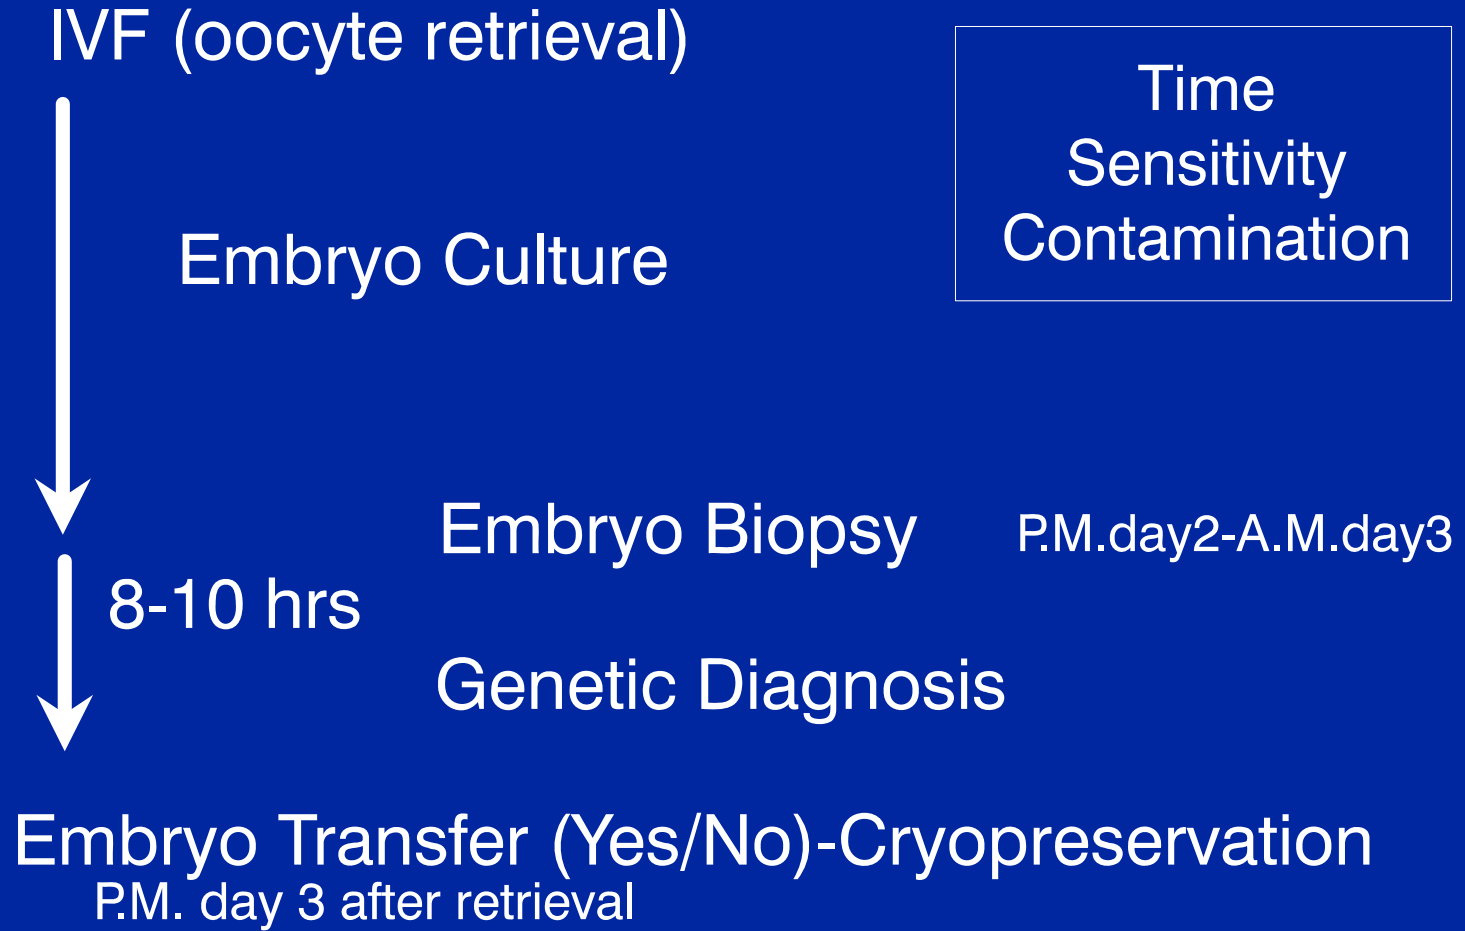 IVF (oocyte retrieval)
Time
Sensitivity
Contamination
Embryo Culture
Embryo Biopsy
P.M.day2-A.M.day3
8-10 hrs
Genetic Diagnosis
Embryo Transfer (Yes/No)-Cryopreservation
P.M. day 3 after retrieval